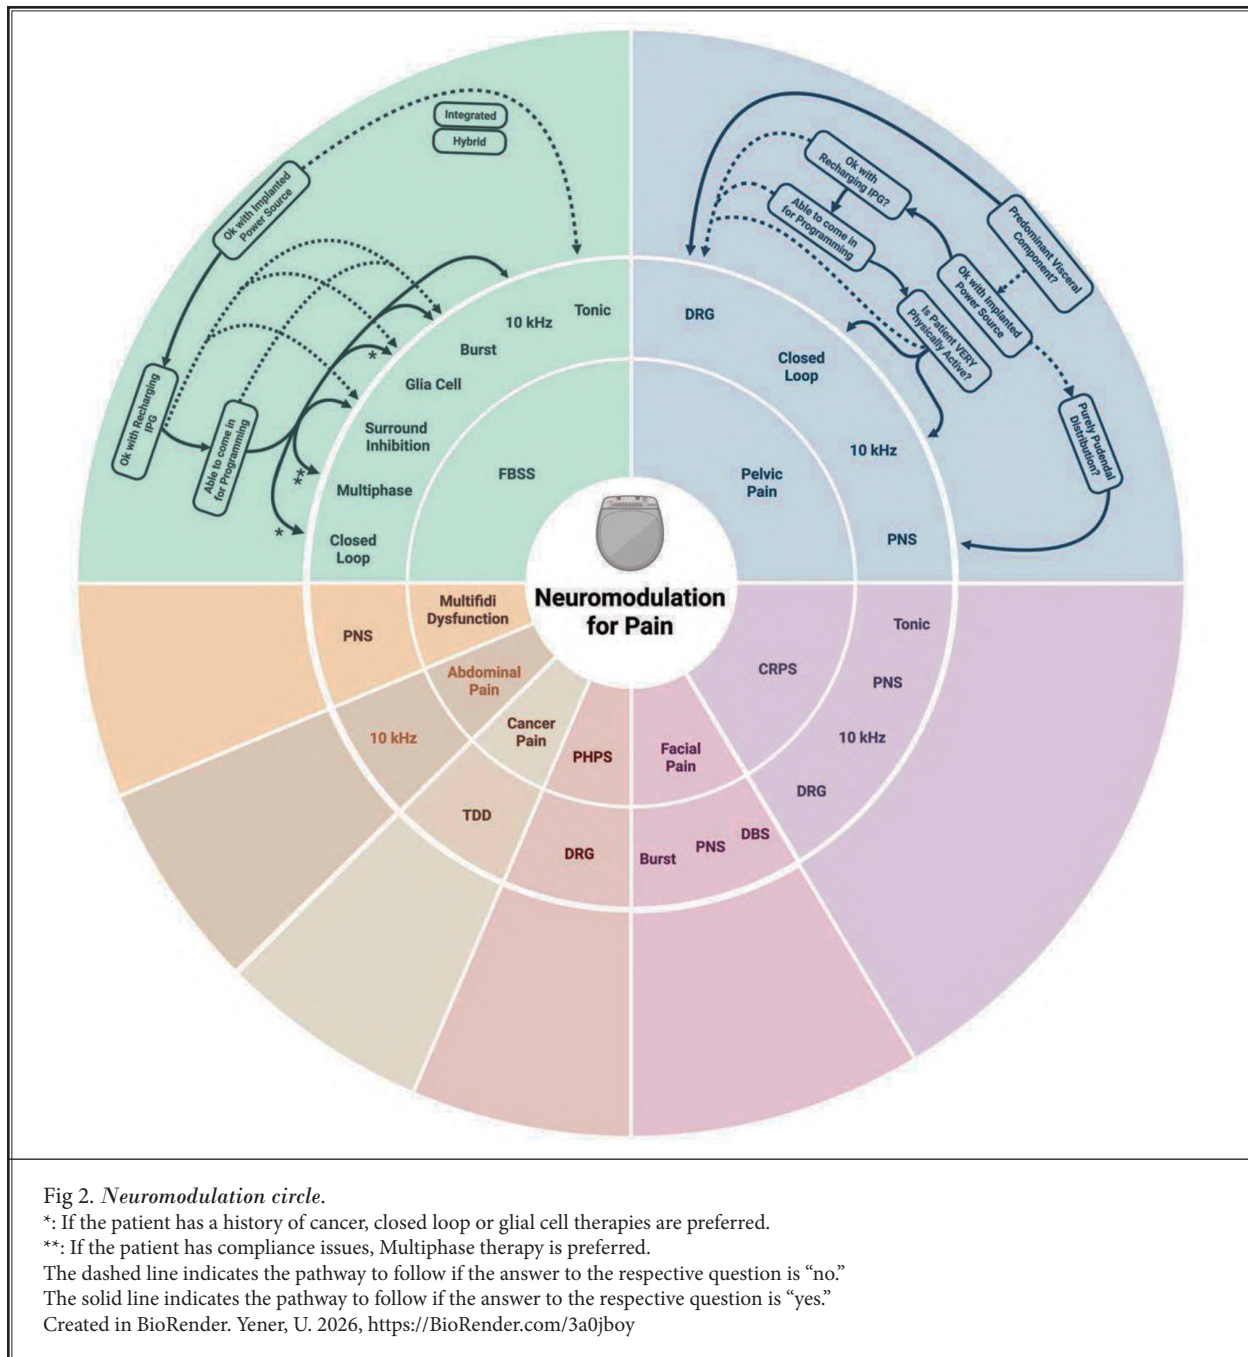 Integrated
Hybrid
Ok with Implanted
Power Source
Ok with Recharging
IPG
Able to come in
for Programming
*
**
*
Tonic
10 kHz
Burst
Glia Cell
Surround
Inhibition
Multiphase
Closed
Loop
FBSS
Predominant Visceral
Component?
Ok with
Recharging IPG?
Able to come in
for Programming
Ok with Implanted
Power Source
Is Patient VERY
Physically Active?
Purely Pudendal
Distribution?
DRG
Closed
Loop
10 kHz
PNS
Pelvic
Pain
Neuromodulation
for Pain
Multifidi
Dysfunction
PNS
Abdominal
Pain
10 kHz
Cancer
Pain
TDD
PHPS
DRG
Facial
Pain
Burst
PNS
DBS
CRPS
Tonic
PNS
10 kHz
DRG
Fig 2. Neuromodulation circle.
*: If the patient has a history of cancer, closed loop or glial cell therapies are preferred.
**: If the patient has compliance issues, Multiphase therapy is preferred.
The dashed line indicates the pathway to follow if the answer to the respective question is “no.”
The solid line indicates the pathway to follow if the answer to the respective question is “yes.”
Created in BioRender. Yener, U. 2026, https://BioRender.com/3a0jboy